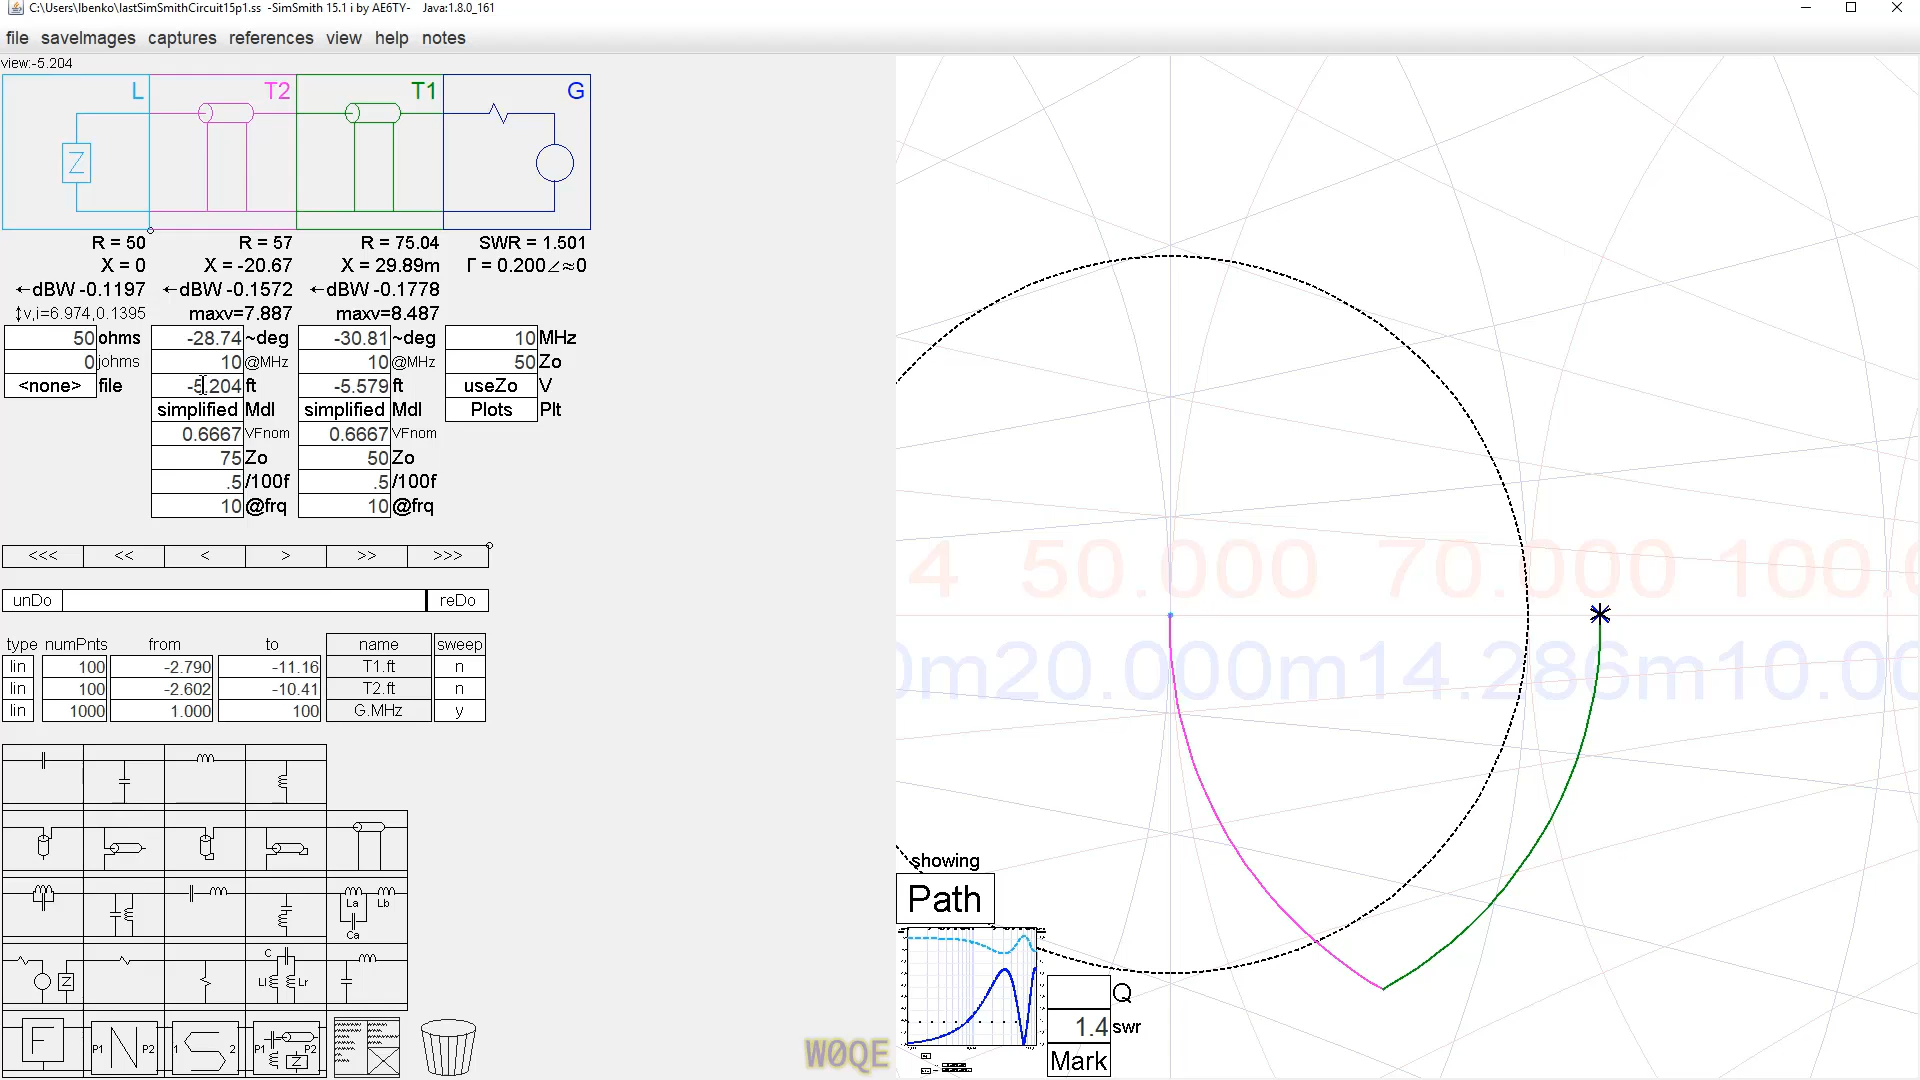 C:\Users\lbenko\lastSimSmithCircuit15p1.ss -SimSmith 15.1 i by AE6TY- Java:1.8.0_161
file saveImages captures references view help notes
view:-5.204
L T2 T1 G
Z
R = 50 R = 57 R = 75.04 SWR = 1.501
X = 0 X = -20.67 X = 29.89m Γ = 0.200∠≈0
←dBW -0.1197 ←dBW -0.1572 ←dBW -0.1778
↕v,i=6.974,0.1395 maxv=7.887 maxv=8.487
50 ohms -28.74 ~deg -30.81 ~deg 10 MHz
0 johms 10 @MHz 10 @MHz 50 Zo
<none> file -5.204 ft -5.579 ft useZo V
simplified Mdl simplified Mdl Plots Plt
0.6667 VFnom 0.6667 VFnom
75 Zo 50 Zo
.5 /100f .5 /100f
10 @frq 10 @frq
<<< << < > >> >>>
unDo reDo
type numPnts from to name sweep
lin 100 -2.790 -11.16 T1.ft n
lin 100 -2.602 -10.41 T2.ft n
lin 1000 1.000 100 G.MHz y
La Lb
Ca
Z C
Ll Lr
F P1 N P2 1 S 2 P1 P2
Z
4 50.000 70.000 100.0
0m20.000m14.286m10.00
showing
Path
Q
1.4 swr
Mark
W0QE